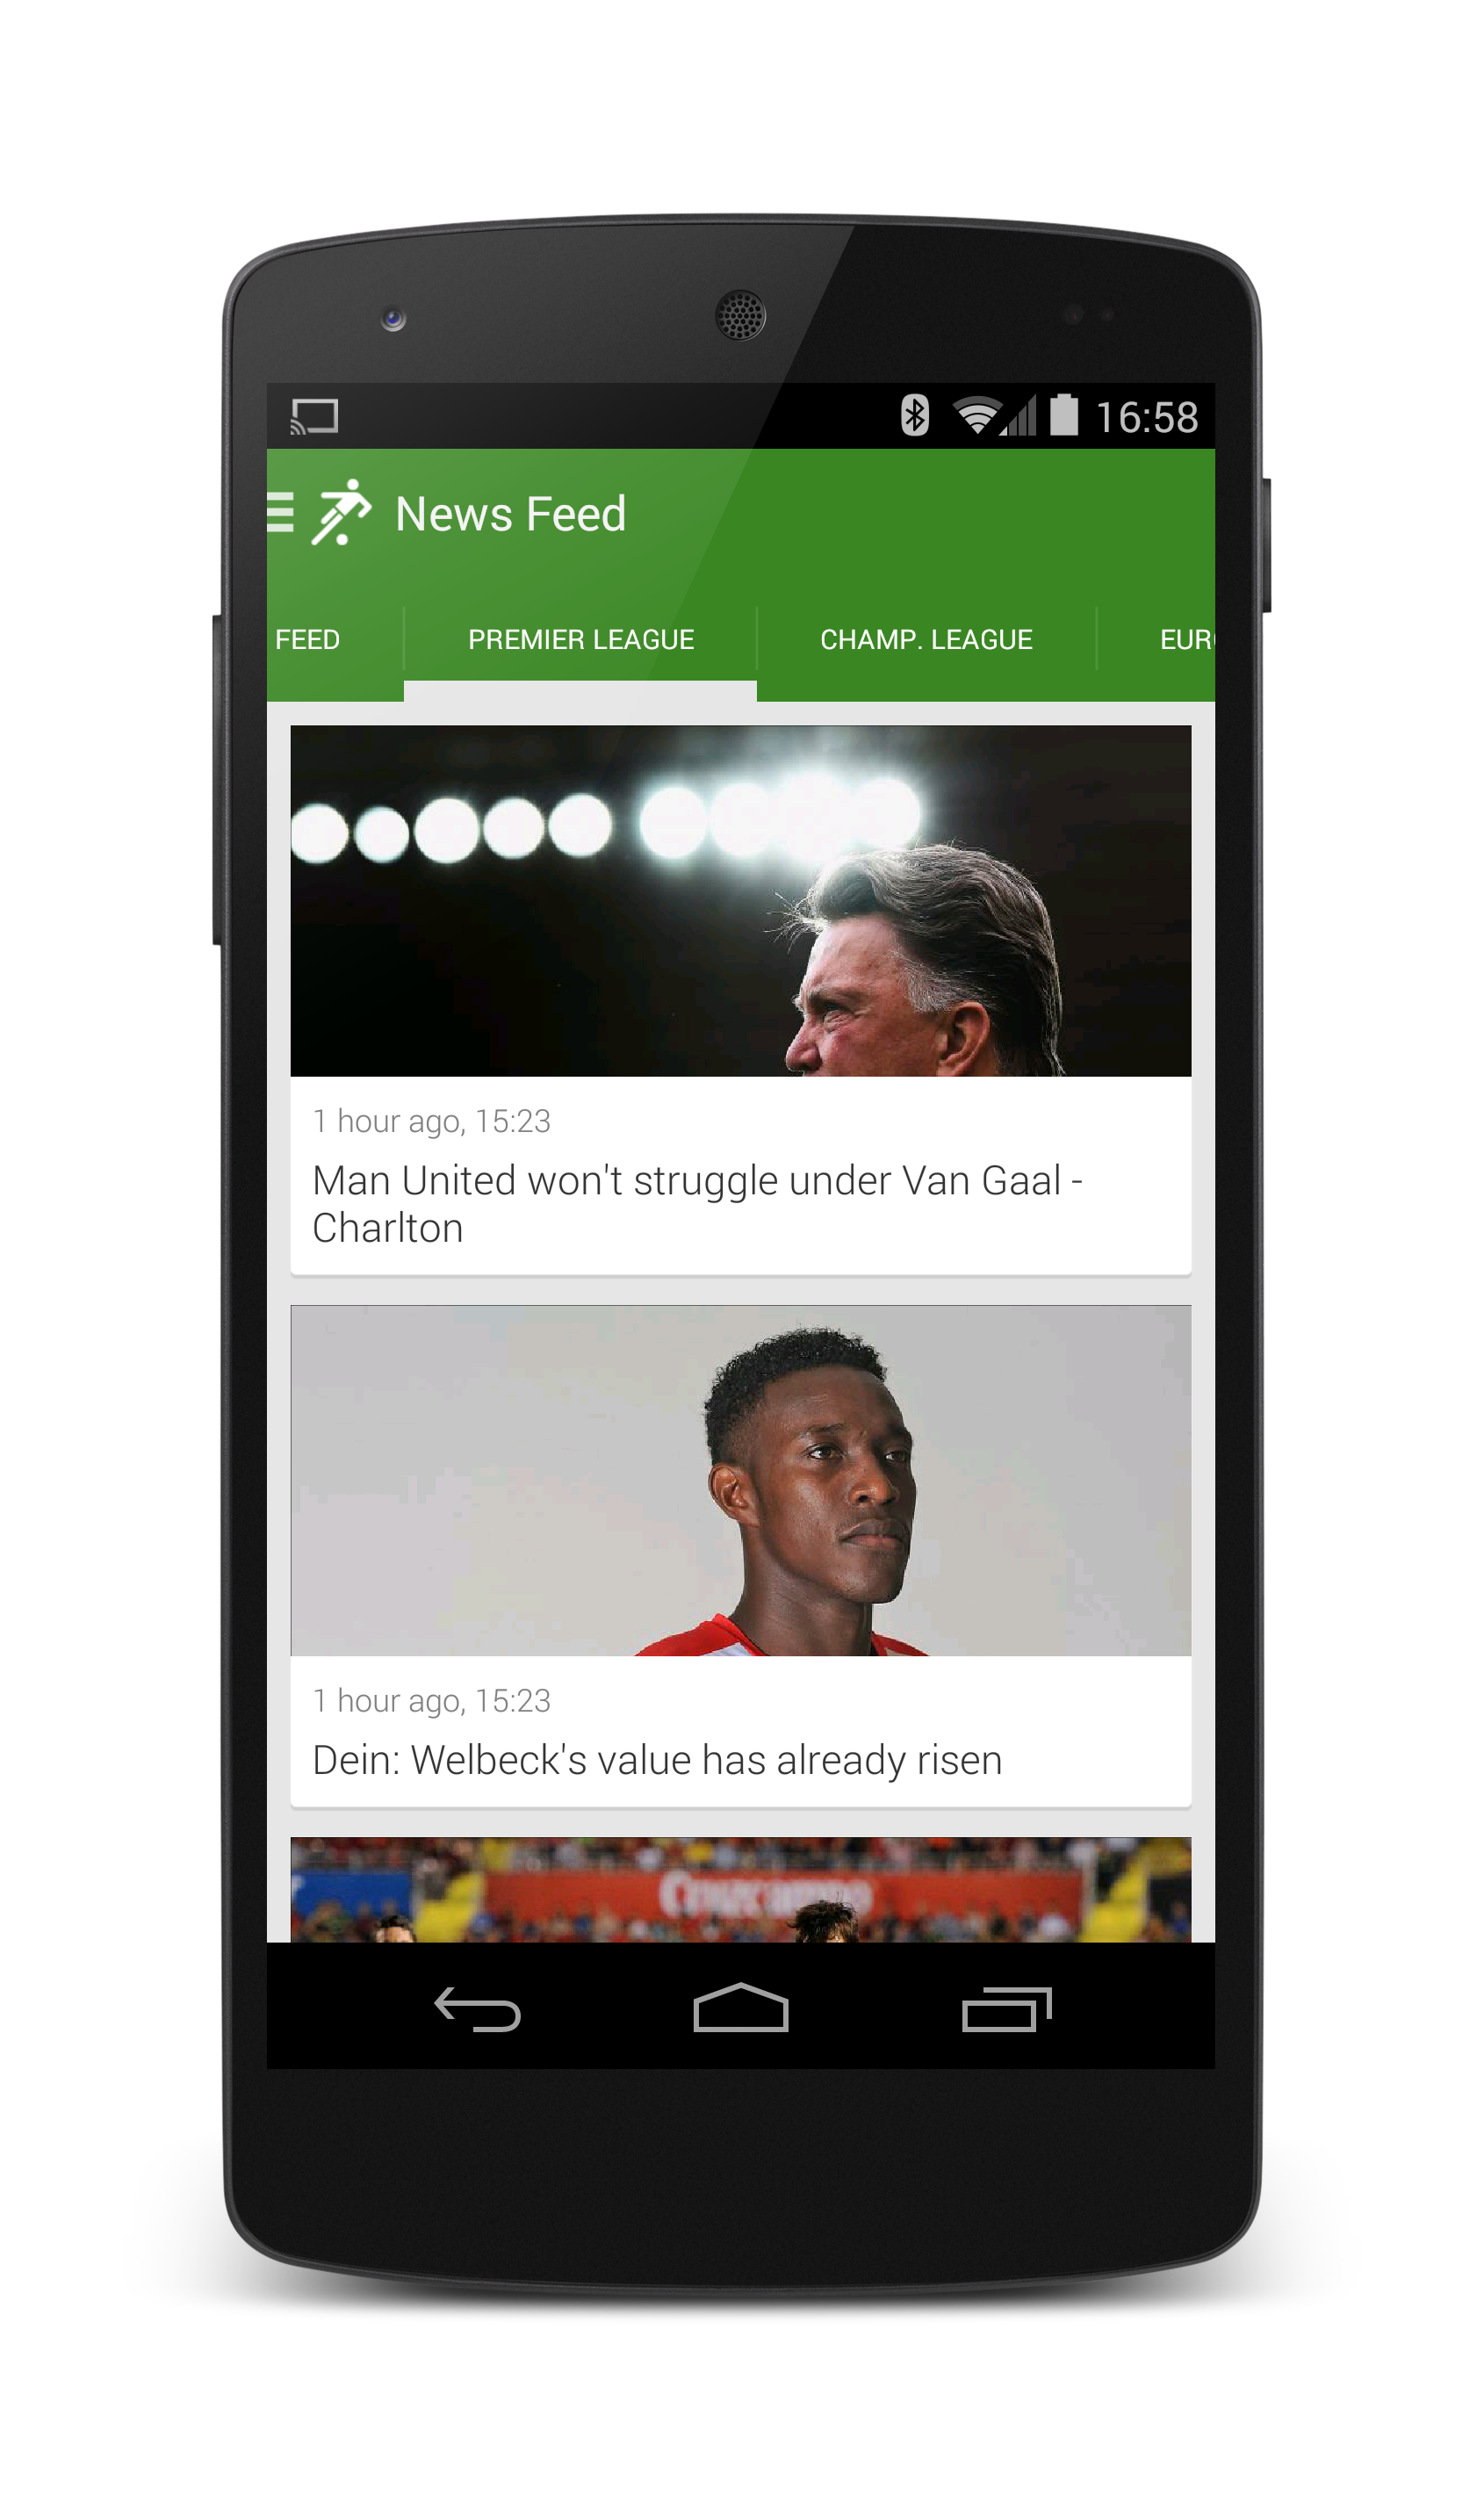 16:58
News Feed
FEED
PREMIER LEAGUE
CHAMP. LEAGUE
EUR
1 hour ago, 15:23
Man United won't struggle under Van Gaal -
Charlton
1 hour ago, 15:23
Dein: Welbeck's value has already risen
Cruzcampo